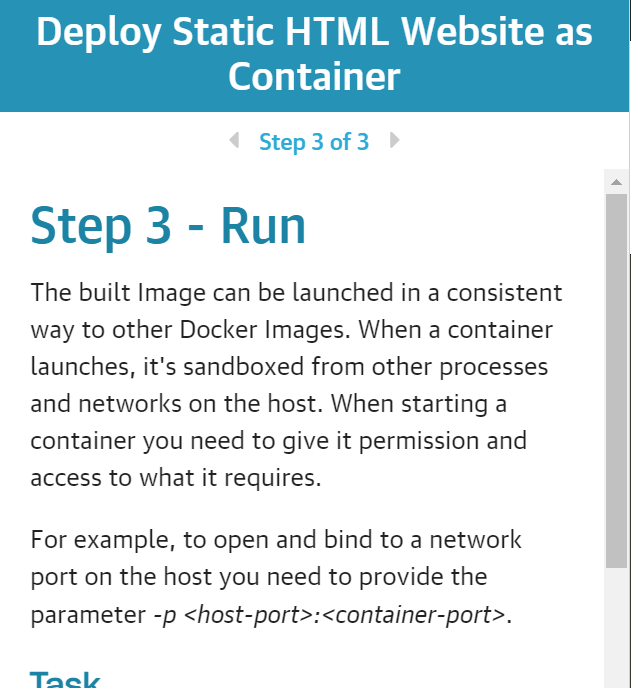 Deploy Static HTML Website as
Container
Step 3 of 3
Step 3 - Run
The built Image can be launched in a consistent
way to other Docker Images. When a container
launches, it's sandboxed from other processes
and networks on the host. When starting a
container you need to give it permission and
access to what it requires.
For example, to open and bind to a network
port on the host you need to provide the
parameter -p <host-port>:<container-port>.
Task